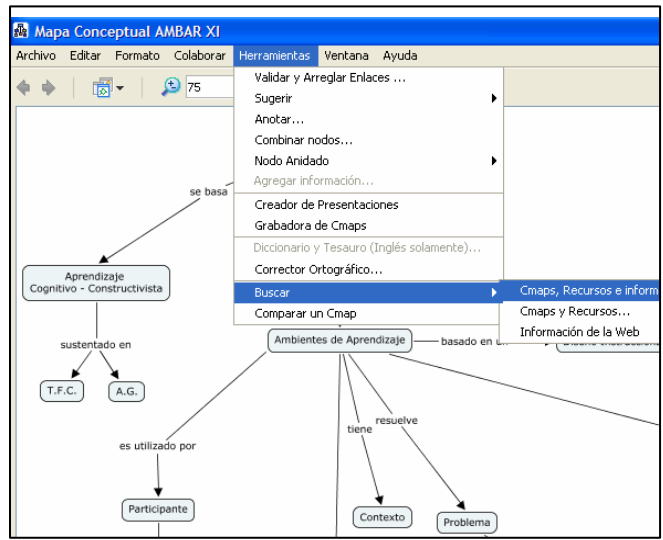 Mapa Conceptual AMBAR XI
Archivo Editar Formato Colaborar Herramientas Ventana Ayuda
75
Validar y Arreglar Enlaces ...
Sugerir
Anotar...
Combinar nodos...
Nodo Anidado
Agregar información...
Creador de Presentaciones
Grabadora de Cmaps
Diccionario y Tesauro (Inglés solamente)...
Corrector Ortográfico...
Buscar
Comparar un Cmap
Cmaps, Recursos e inform
Cmaps y Recursos...
Información de la Web
se basa
Aprendizaje
Cognitivo - Constructivista
sustentado en
T.F.C.
A.G.
Ambientes de Aprendizaje
basado en
es utilizado por
tiene
resuelve
Participante
Contexto
Problema